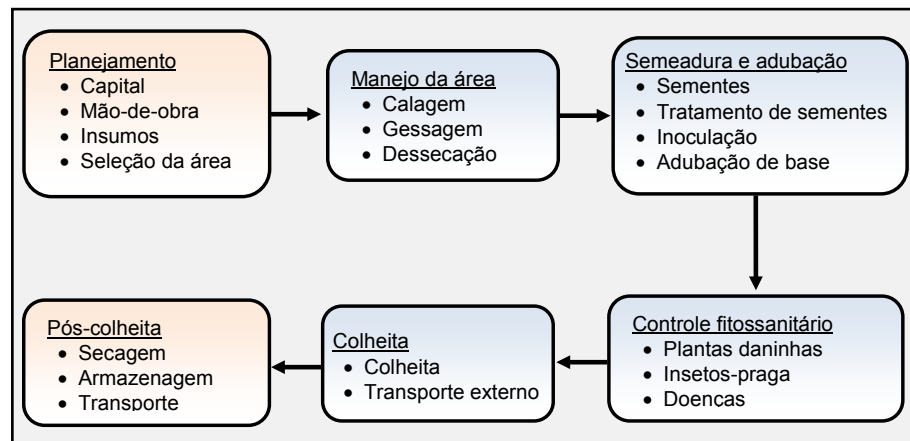 Planejamento
• Capital
• Mão-de-obra
• Insumos
• Seleção da área
Manejo da área
• Calagem
• Gessagem
• Dessecação
Semeadura e adubação
• Sementes
• Tratamento de sementes
• Inoculação
• Adubação de base
Controle fitossanitário
• Plantas daninhas
• Insetos-praga
• Doencas
Colheita
• Colheita
• Transporte externo
Pós-colheita
• Secagem
• Armazenagem
• Transporte